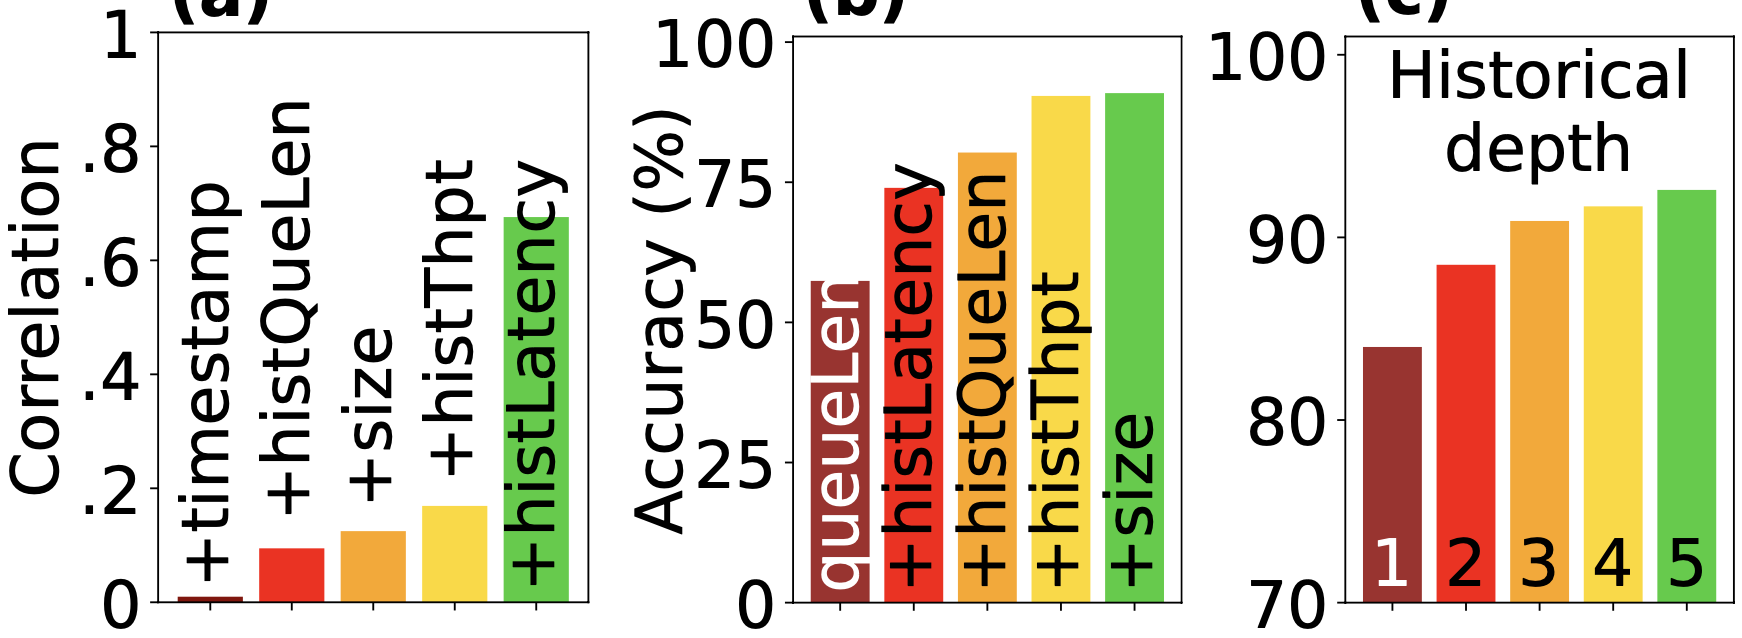 (a)
Correlation
1
.8
.6
.4
.2
0
+timestamp
+histQueLen
+size
+histThpt
+histLatency
(b)
Accuracy (%)
100
75
50
25
0
queueLen
+histLatency
+histQueLen
+histThpt
+size
(c)
100
90
80
70
Historical
depth
1
2
3
4
5